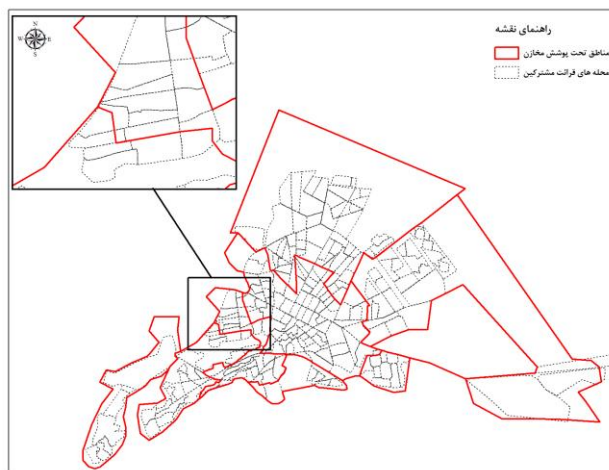 راهنمای نقشه
مناطق تحت پوشش مخازن
محله های قرائت مشترکین
N
W
E
S